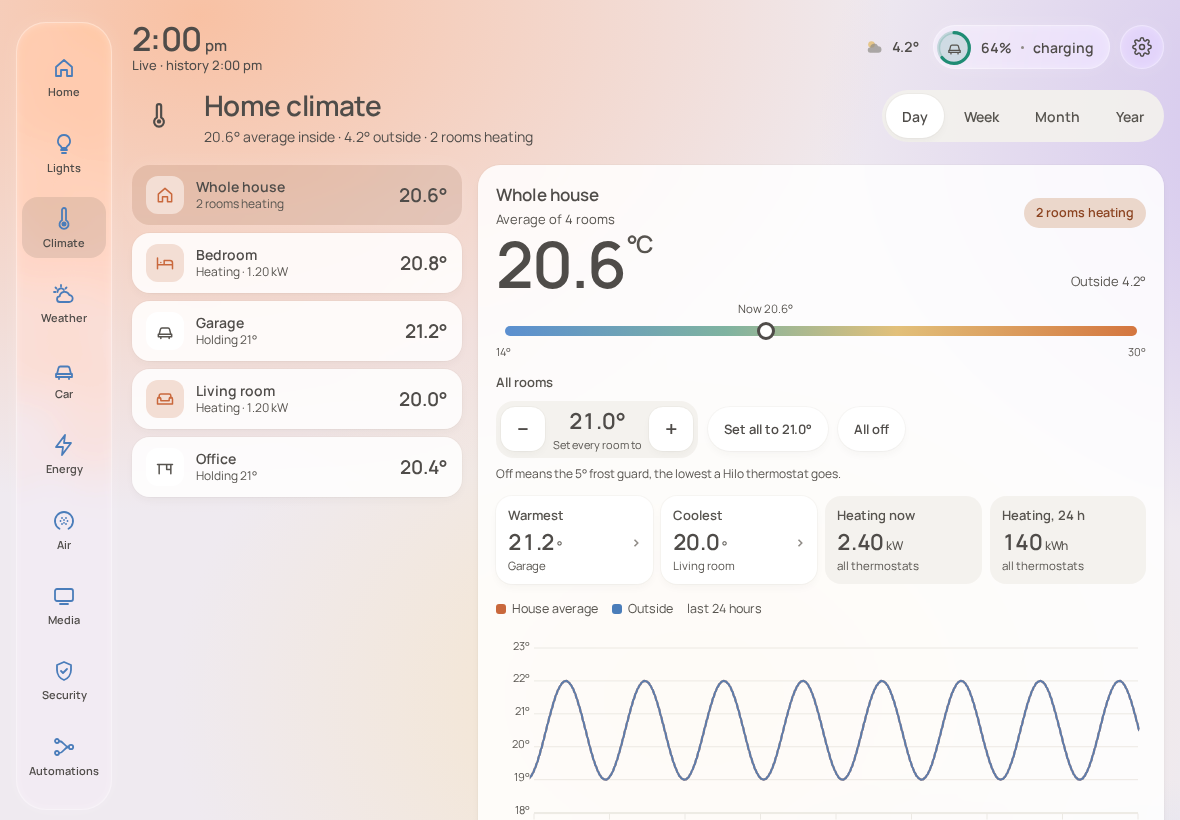 2:00 pm
Live · history 2:00 pm
4.2°
64% · charging
Home
Lights
Climate
Weather
Car
Energy
Air
Media
Security
Automations
Home climate
20.6° average inside · 4.2° outside · 2 rooms heating
Day
Week
Month
Year
Whole house
2 rooms heating
20.6°
Bedroom
Heating · 1.20 kW
20.8°
Garage
Holding 21°
21.2°
Living room
Heating · 1.20 kW
20.0°
Office
Holding 21°
20.4°
Whole house
Average of 4 rooms
20.6 °C
2 rooms heating
Outside 4.2°
Now 20.6°
14°
30°
All rooms
−
21.0°
Set every room to
+
Set all to 21.0°
All off
Off means the 5° frost guard, the lowest a Hilo thermostat goes.
Warmest
21.2°
Garage
Coolest
20.0°
Living room
Heating now
2.40 kW
all thermostats
Heating, 24 h
140 kWh
all thermostats
House average
Outside
last 24 hours
23°
22°
21°
20°
19°
18°